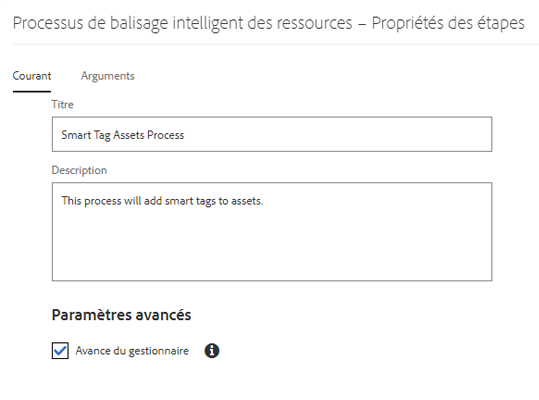 Processus de balisage intelligent des ressources – Propriétés des étapes
Courant Arguments
Titre
Smart Tag Assets Process
Description
This process will add smart tags to assets.
Paramètres avancés
Avance du gestionnaire